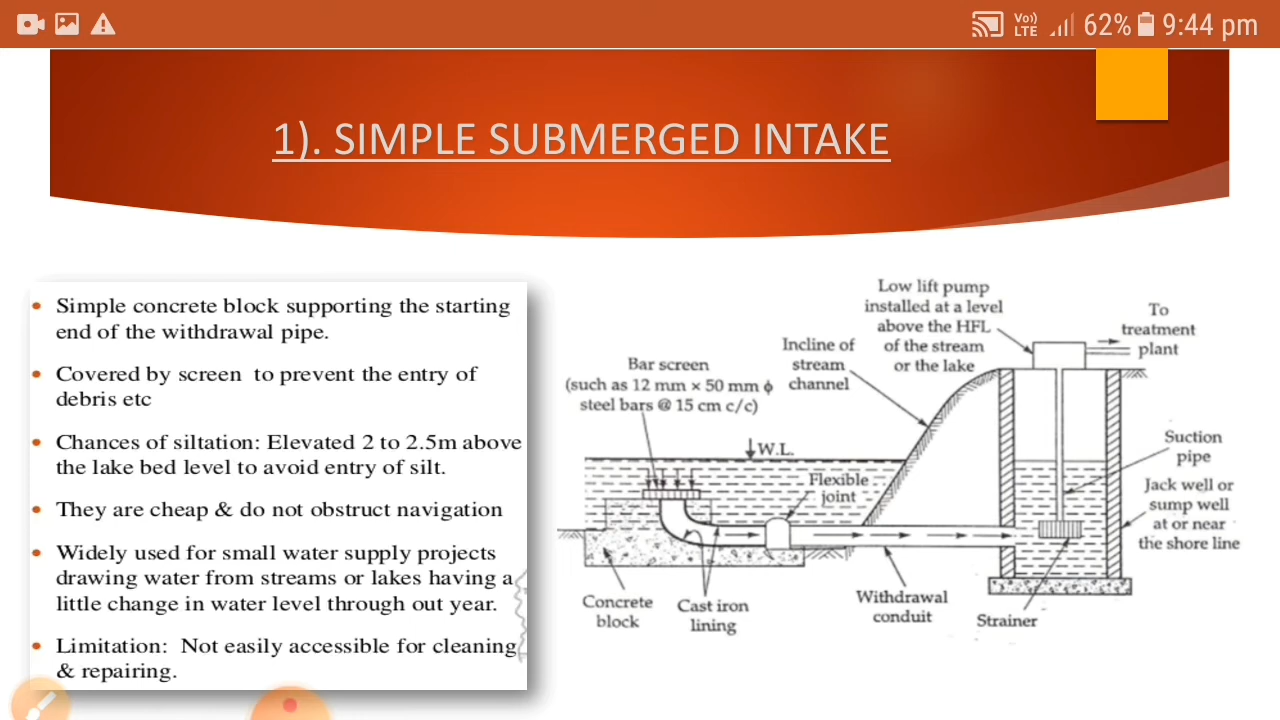 Vo))
LTE
62%
9:44 pm
1). SIMPLE SUBMERGED INTAKE
• Simple concrete block supporting the starting
end of the withdrawal pipe.
• Covered by screen to prevent the entry of
debris etc
• Chances of siltation: Elevated 2 to 2.5m above
the lake bed level to avoid entry of silt.
• They are cheap & do not obstruct navigation
• Widely used for small water supply projects
drawing water from streams or lakes having a
little change in water level through out year.
• Limitation: Not easily accessible for cleaning
& repairing.
Low lift pump
installed at a level
above the HFL
of the stream
or the lake
To
treatment
plant
Incline of
stream
channel
Bar screen
(such as 12 mm × 50 mm ϕ
steel bars @ 15 cm c/c)
W.L.
Flexible
joint
Suction
pipe
Jack well or
sump well
at or near
the shore line
Concrete
block
Cast iron
lining
Withdrawal
conduit
Strainer